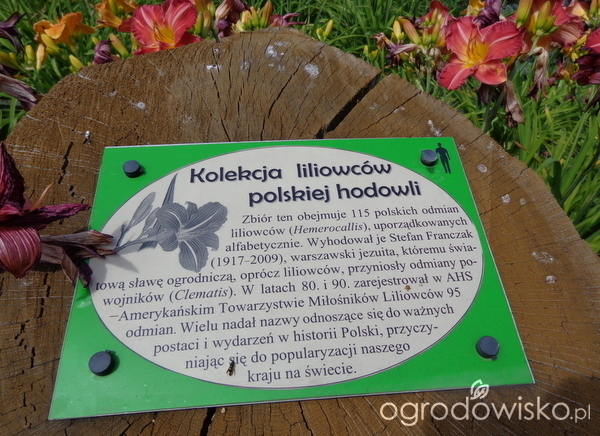 Kolekcja liliowców
polskiej hodowli
Zbiór ten obejmuje 115 polskich odmian
liliowców (Hemerocallis), uporządkowanych
alfabetycznie. Wyhodował je Stefan Franczak
(1917–2009), warszawski jezuita, któremu świa-
tową sławę ogrodniczą, oprócz liliowców, przyniosły odmiany po-
wojników (Clematis). W latach 80. i 90. zarejestrował w AHS
–Amerykańskim Towarzystwie Miłośników Liliowców 95
odmian. Wielu nadał nazwy odnoszące się do ważnych
postaci i wydarzeń w historii Polski, przyczy-
niając się do popularyzacji naszego
kraju na świecie.
ogrodowisko.pl